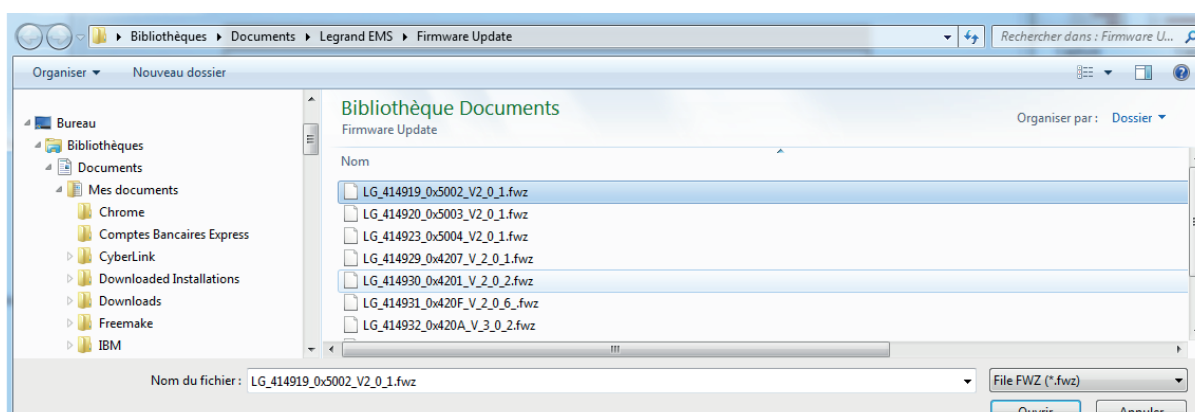 Bibliothèques ▸ Documents ▸ Legrand EMS ▸ Firmware Update
Rechercher dans : Firmware U...
Organiser
Nouveau dossier
Bureau
Bibliothèques
Documents
Mes documents
Chrome
Comptes Bancaires Express
CyberLink
Downloaded Installations
Downloads
Freemake
IBM
Bibliothèque Documents
Firmware Update
Organiser par : Dossier
Nom
LG_414919_0x5002_V2_0_1.fwz
LG_414920_0x5003_V2_0_1.fwz
LG_414923_0x5004_V2_0_1.fwz
LG_414929_0x4207_V_2_0_1.fwz
LG_414930_0x4201_V_2_0_2.fwz
LG_414931_0x420F_V_2_0_6_.fwz
LG_414932_0x420A_V_3_0_2.fwz
Nom du fichier : LG_414919_0x5002_V2_0_1.fwz
File FWZ (*.fwz)
Ouvrir
Annuler